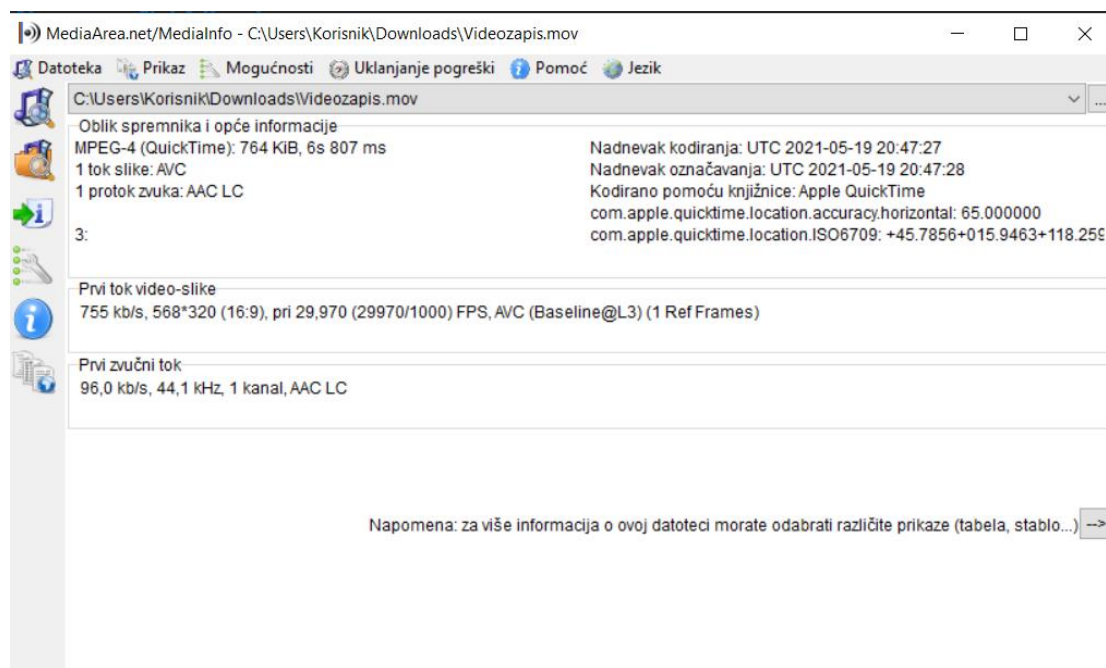 MediaArea.net/MediaInfo - C:\Users\Korisnik\Downloads\Videozapis.mov
Datoteka Prikaz Mogućnosti Uklanjanje pogreški Pomoć Jezik
C:\Users\Korisnik\Downloads\Videozapis.mov ...
Oblik spremnika i opće informacije
MPEG-4 (QuickTime): 764 KiB, 6s 807 ms
1 tok slike: AVC
1 protok zvuka: AAC LC
3:
Nadnevak kodiranja: UTC 2021-05-19 20:47:27
Nadnevak označavanja: UTC 2021-05-19 20:47:28
Kodirano pomoću knjižnice: Apple QuickTime
com.apple.quicktime.location.accuracy.horizontal: 65.000000
com.apple.quicktime.location.ISO6709: +45.7856+015.9463+118.259
Prvi tok video-slike
755 kb/s, 568*320 (16:9), pri 29,970 (29970/1000) FPS, AVC (Baseline@L3) (1 Ref Frames)
Prvi zvučni tok
96,0 kb/s, 44,1 kHz, 1 kanal, AAC LC
Napomena: za više informacija o ovoj datoteci morate odabrati različite prikaze (tabela, stablo...) -->